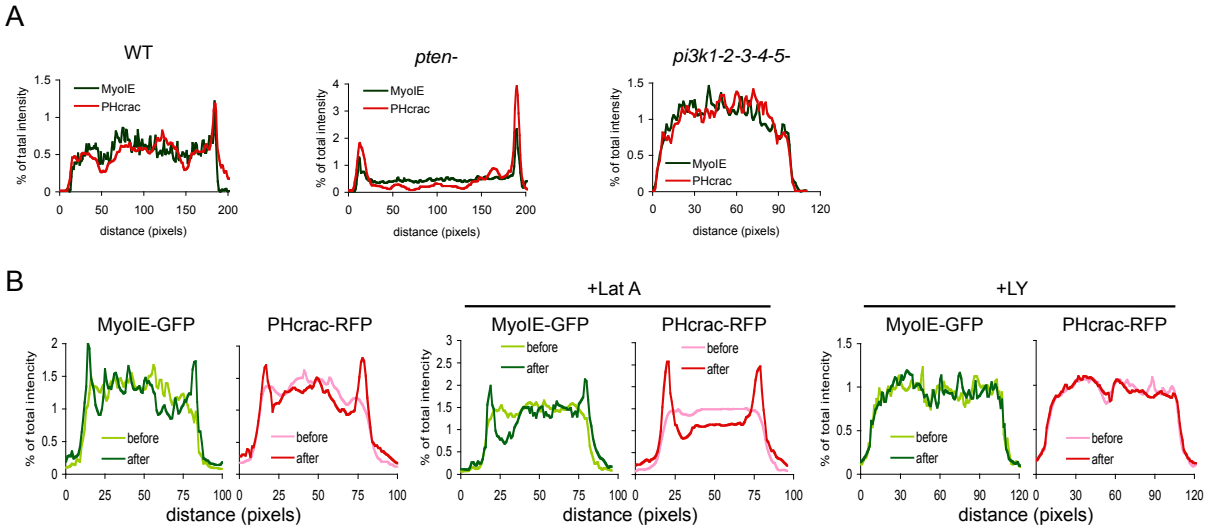 A
WT
pten-
pi3k1-2-3-4-5-
% of tatal intensity
1.5
1
0.5
0
MyoIE
PHcrac
0 50 100 150 200
distance (pixels)
% of total intensity
4
3
2
1
0
MyoIE
PHcrac
0 50 100 150 200
distance (pixels)
% of total intensity
1.5
1
0.5
0
MyoIE
PHcrac
0 30 60 90 120
distance (pixels)
B
+Lat A
+LY
MyoIE-GFP
PHcrac-RFP
MyoIE-GFP
PHcrac-RFP
MyoIE-GFP
PHcrac-RFP
% of total intencity
2
1.5
1
0.5
0
before
after
0 25 50 75 100
before
after
0 25 50 75 100
distance (pixels)
% of total intencity
3
2.5
2
1.5
1
0.5
0
before
after
0 25 50 75 100
before
after
0 25 50 75 100
distance (pixels)
% of total intencity
1.5
1
0.5
0
before
after
0 30 60 90 120
before
after
0 30 60 90 120
distance (pixels)